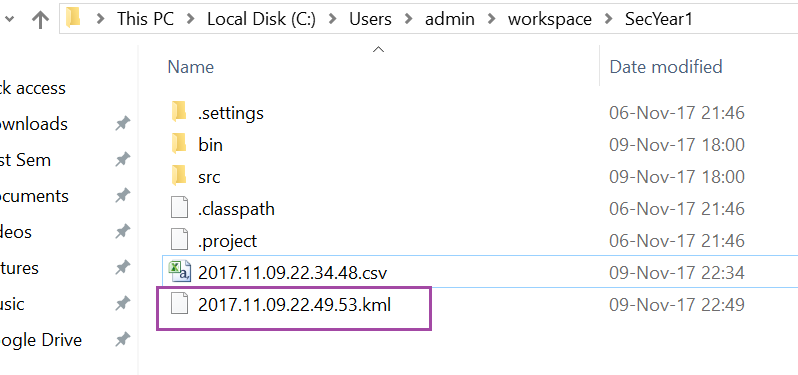 This PC > Local Disk (C:) > Users > admin > workspace > SecYear1
Name Date modified
ck access
.settings 06-Nov-17 21:46
ownloads
bin 09-Nov-17 18:00
st Sem
src 09-Nov-17 18:00
ocuments
.classpath 06-Nov-17 21:46
deos
.project 06-Nov-17 21:46
ctures
2017.11.09.22.34.48.csv 09-Nov-17 22:34
usic
2017.11.09.22.49.53.kml 09-Nov-17 22:49
ogle Drive